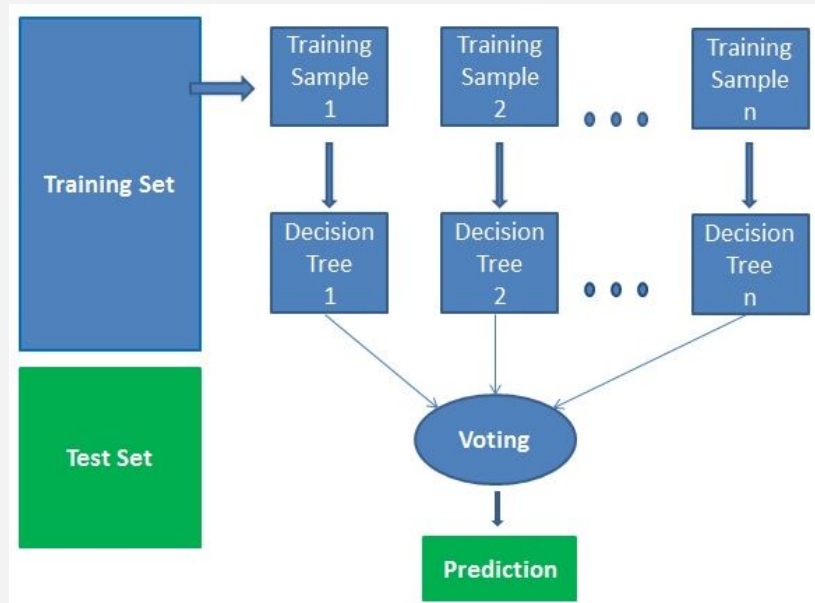 Training Set
Training
Sample
1
Training
Sample
2
Training
Sample
n
Decision
Tree
1
Decision
Tree
2
Decision
Tree
n
Test Set
Voting
Prediction